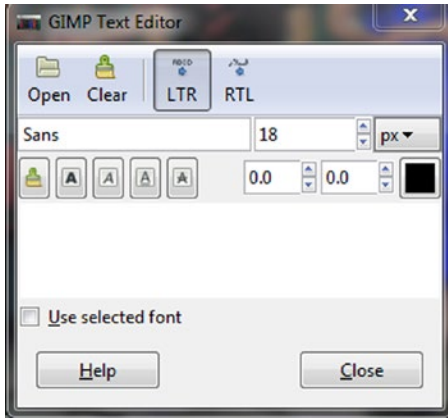 GIMP Text Editor
Open Clear LTR RTL
Sans 18 px
A A A A 0.0 0.0
Use selected font
Help Close